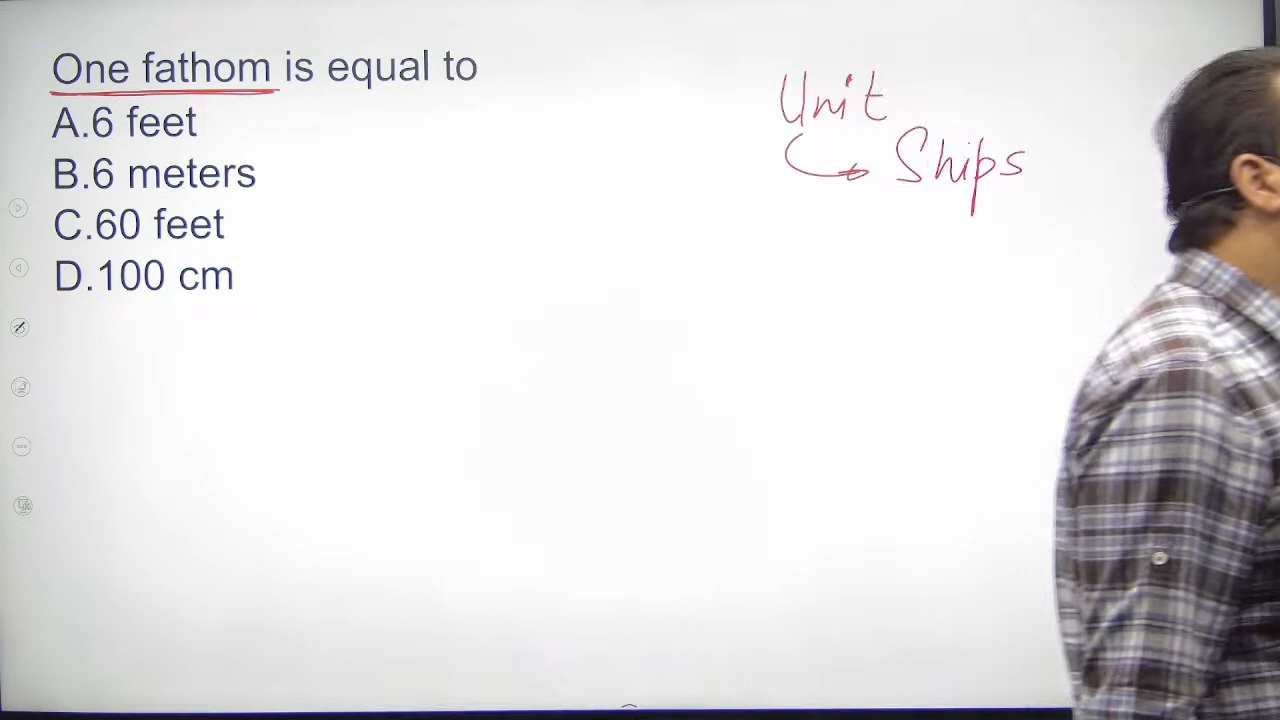 One fathom is equal to
A.6 feet
B.6 meters
C.60 feet
D.100 cm
Unit
Ships